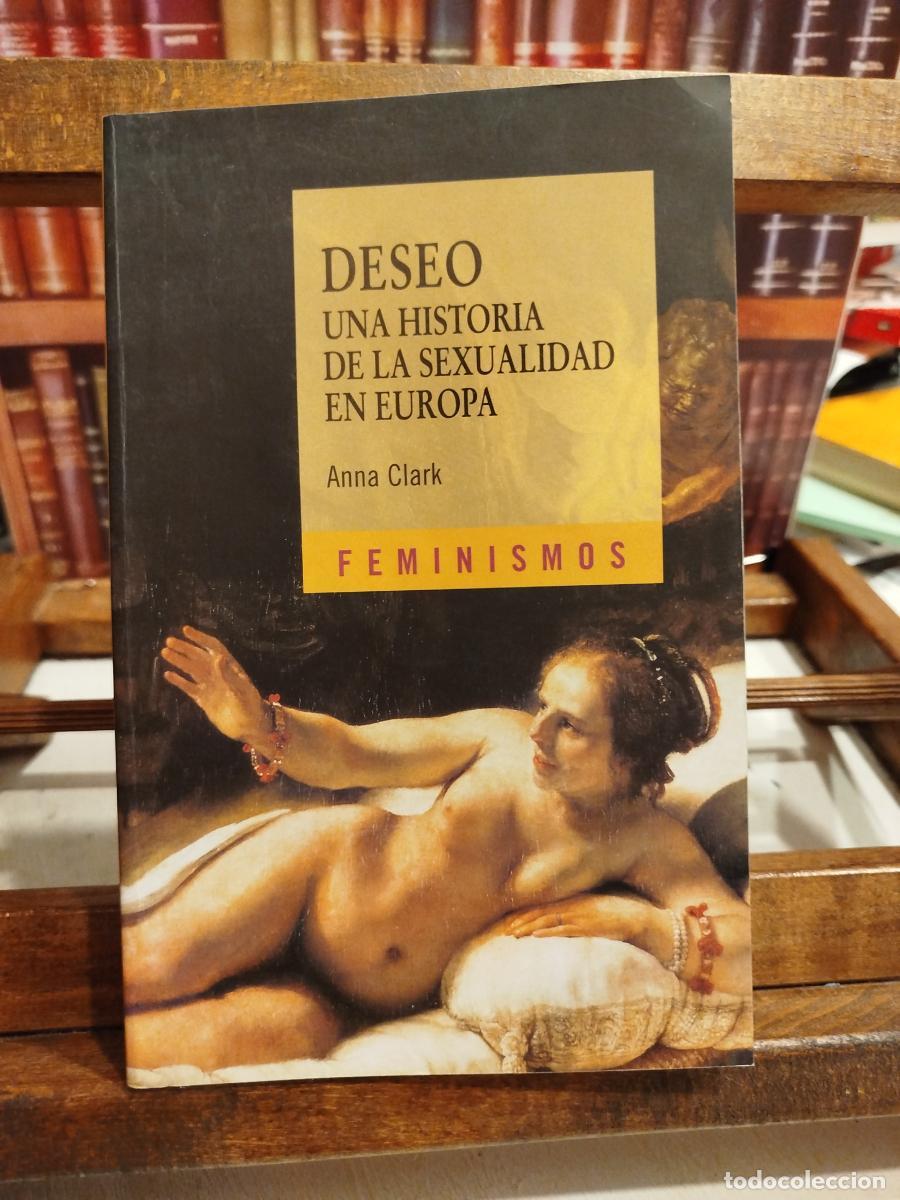 DESEO
UNA HISTORIA
DE LA SEXUALIDAD
EN EUROPA
Anna Clark
FEMINISMOS
todocoleccion